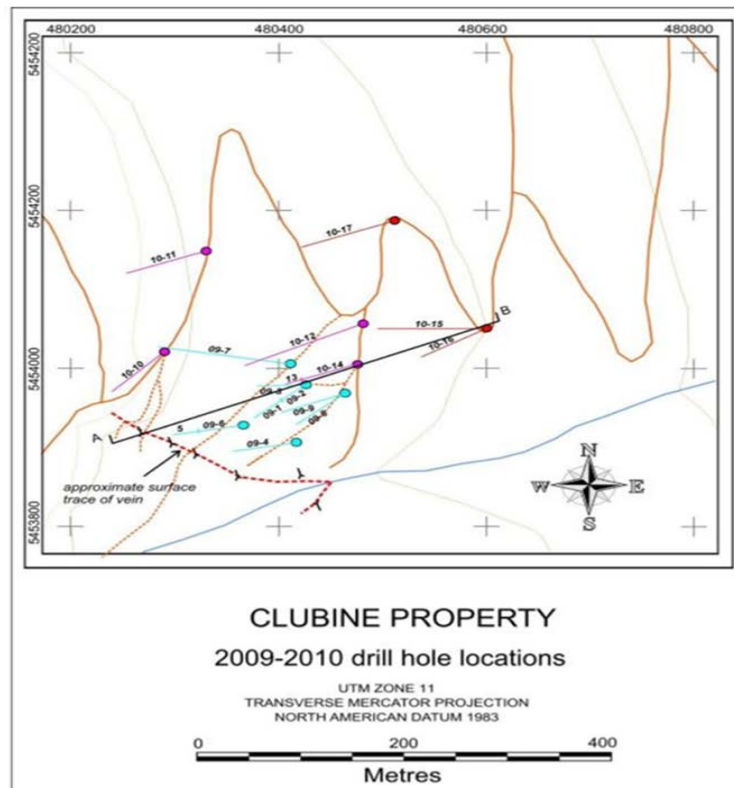 480200 480400 480600 480800
5454200
5454200
5454000
5453800
10-17
10-11
10-12
10-15
B
10-16
09-7
10-10
10-14
13
09-3
09-2
09-1
09-9
09-8
09-6
5
09-4
A
approximate surface
trace of vein
N
W E
S
CLUBINE PROPERTY
2009-2010 drill hole locations
UTM ZONE 11
TRANSVERSE MERCATOR PROJECTION
NORTH AMERICAN DATUM 1983
0 200 400
Metres